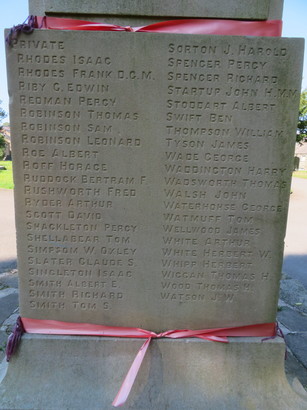 PRIVATE
RHODES ISAAC
RHODES FRANK D.C.M.
RIBY G. EDWIN
REDMAN PERCY
ROBINSON THOMAS
ROBINSON SAM.
ROBINSON LEONARD
ROE ALBERT
ROFF HORACE
RUDDOCK BERTRAM F.
RUSHWORTH FRED
RYDER ARTHUR
SCOTT DAVID
SHACKLETON PERCY
SHELLABEAR TOM
SIMPSON W. OXLEY
SLATER CLAUDE S.
SINGLETON ISAAC
SMITH ALBERT E.
SMITH RICHARD
SMITH TOM S.
SORTON J. HAROLD
SPENCER PERCY
SPENCER RICHARD
STARTUP JOHN H. M.M.
STODDART ALBERT
SWIFT BEN
THOMPSON WILLIAM
TYSON JAMES
WADE GEORGE
WADDINGTON HARRY
WADSWORTH THOMAS
WALSH JOHN
WATERHOUSE GEORGE
WATMUFF TOM
WELLWOOD JAMES
WHITE ARTHUR
WHITE HERBERT W.
WHIPP HERBERT
WIGGAN THOMAS H.
WOOD THOMAS H.
WATSON J.W.